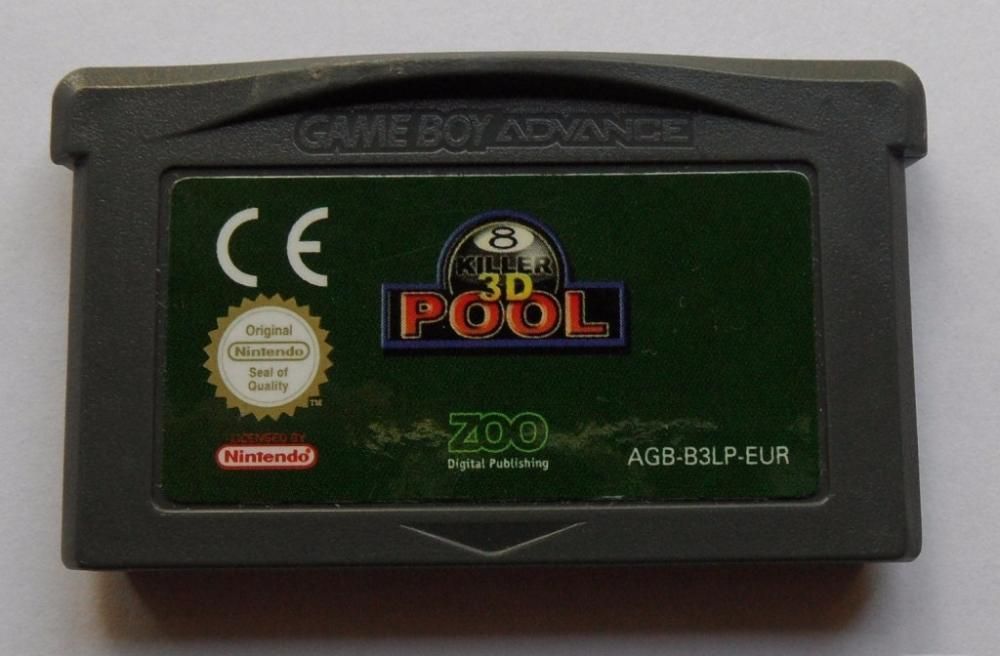 GAME BOY ADVANCE
CE
8
KILLER
3D
POOL
Original
Nintendo
Seal of
Quality
TM
LICENSED BY
Nintendo®
ZOO
Digital Publishing
AGB-B3LP-EUR